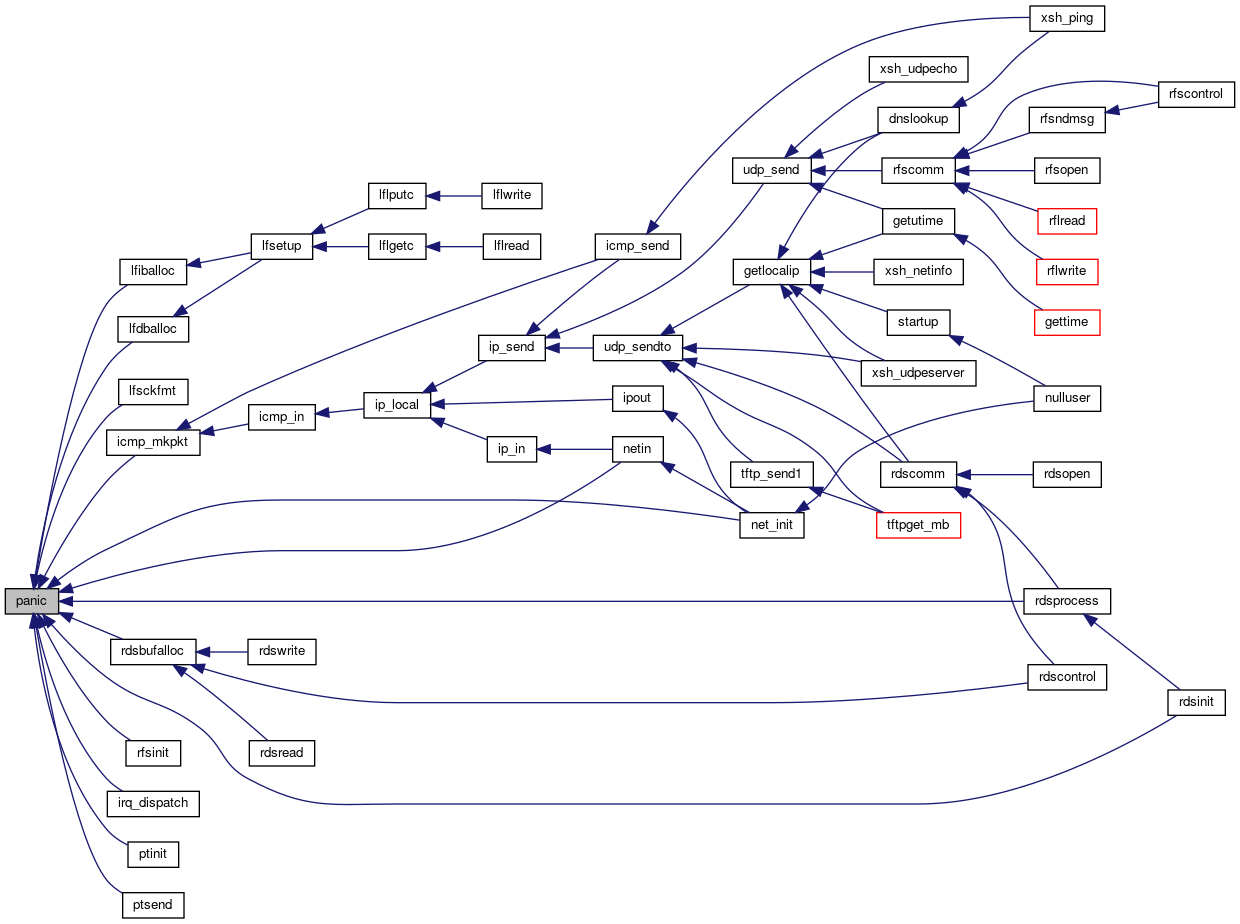 xsh_ping
xsh_udpecho
rfscontrol
dnslookup
rfsndmsg
udp_send
rfscomm
rfsopen
lflputc
lflwrite
getutime
rflread
lfsetup
lflgetc
lflread
icmp_send
lfiballoc
getlocalip
xsh_netinfo
rflwrite
lfdballoc
startup
gettime
ip_send
udp_sendto
xsh_udpeserver
lfsckfmt
ipout
nulluser
ip_local
icmp_in
icmp_mkpkt
ip_in
netin
tftp_send1
rdscomm
rdsopen
net_init
tftpget_mb
panic
rdsprocess
rdsbufalloc
rdswrite
rdscontrol
rdsinit
rfsinit
rdsread
irq_dispatch
ptinit
ptsend